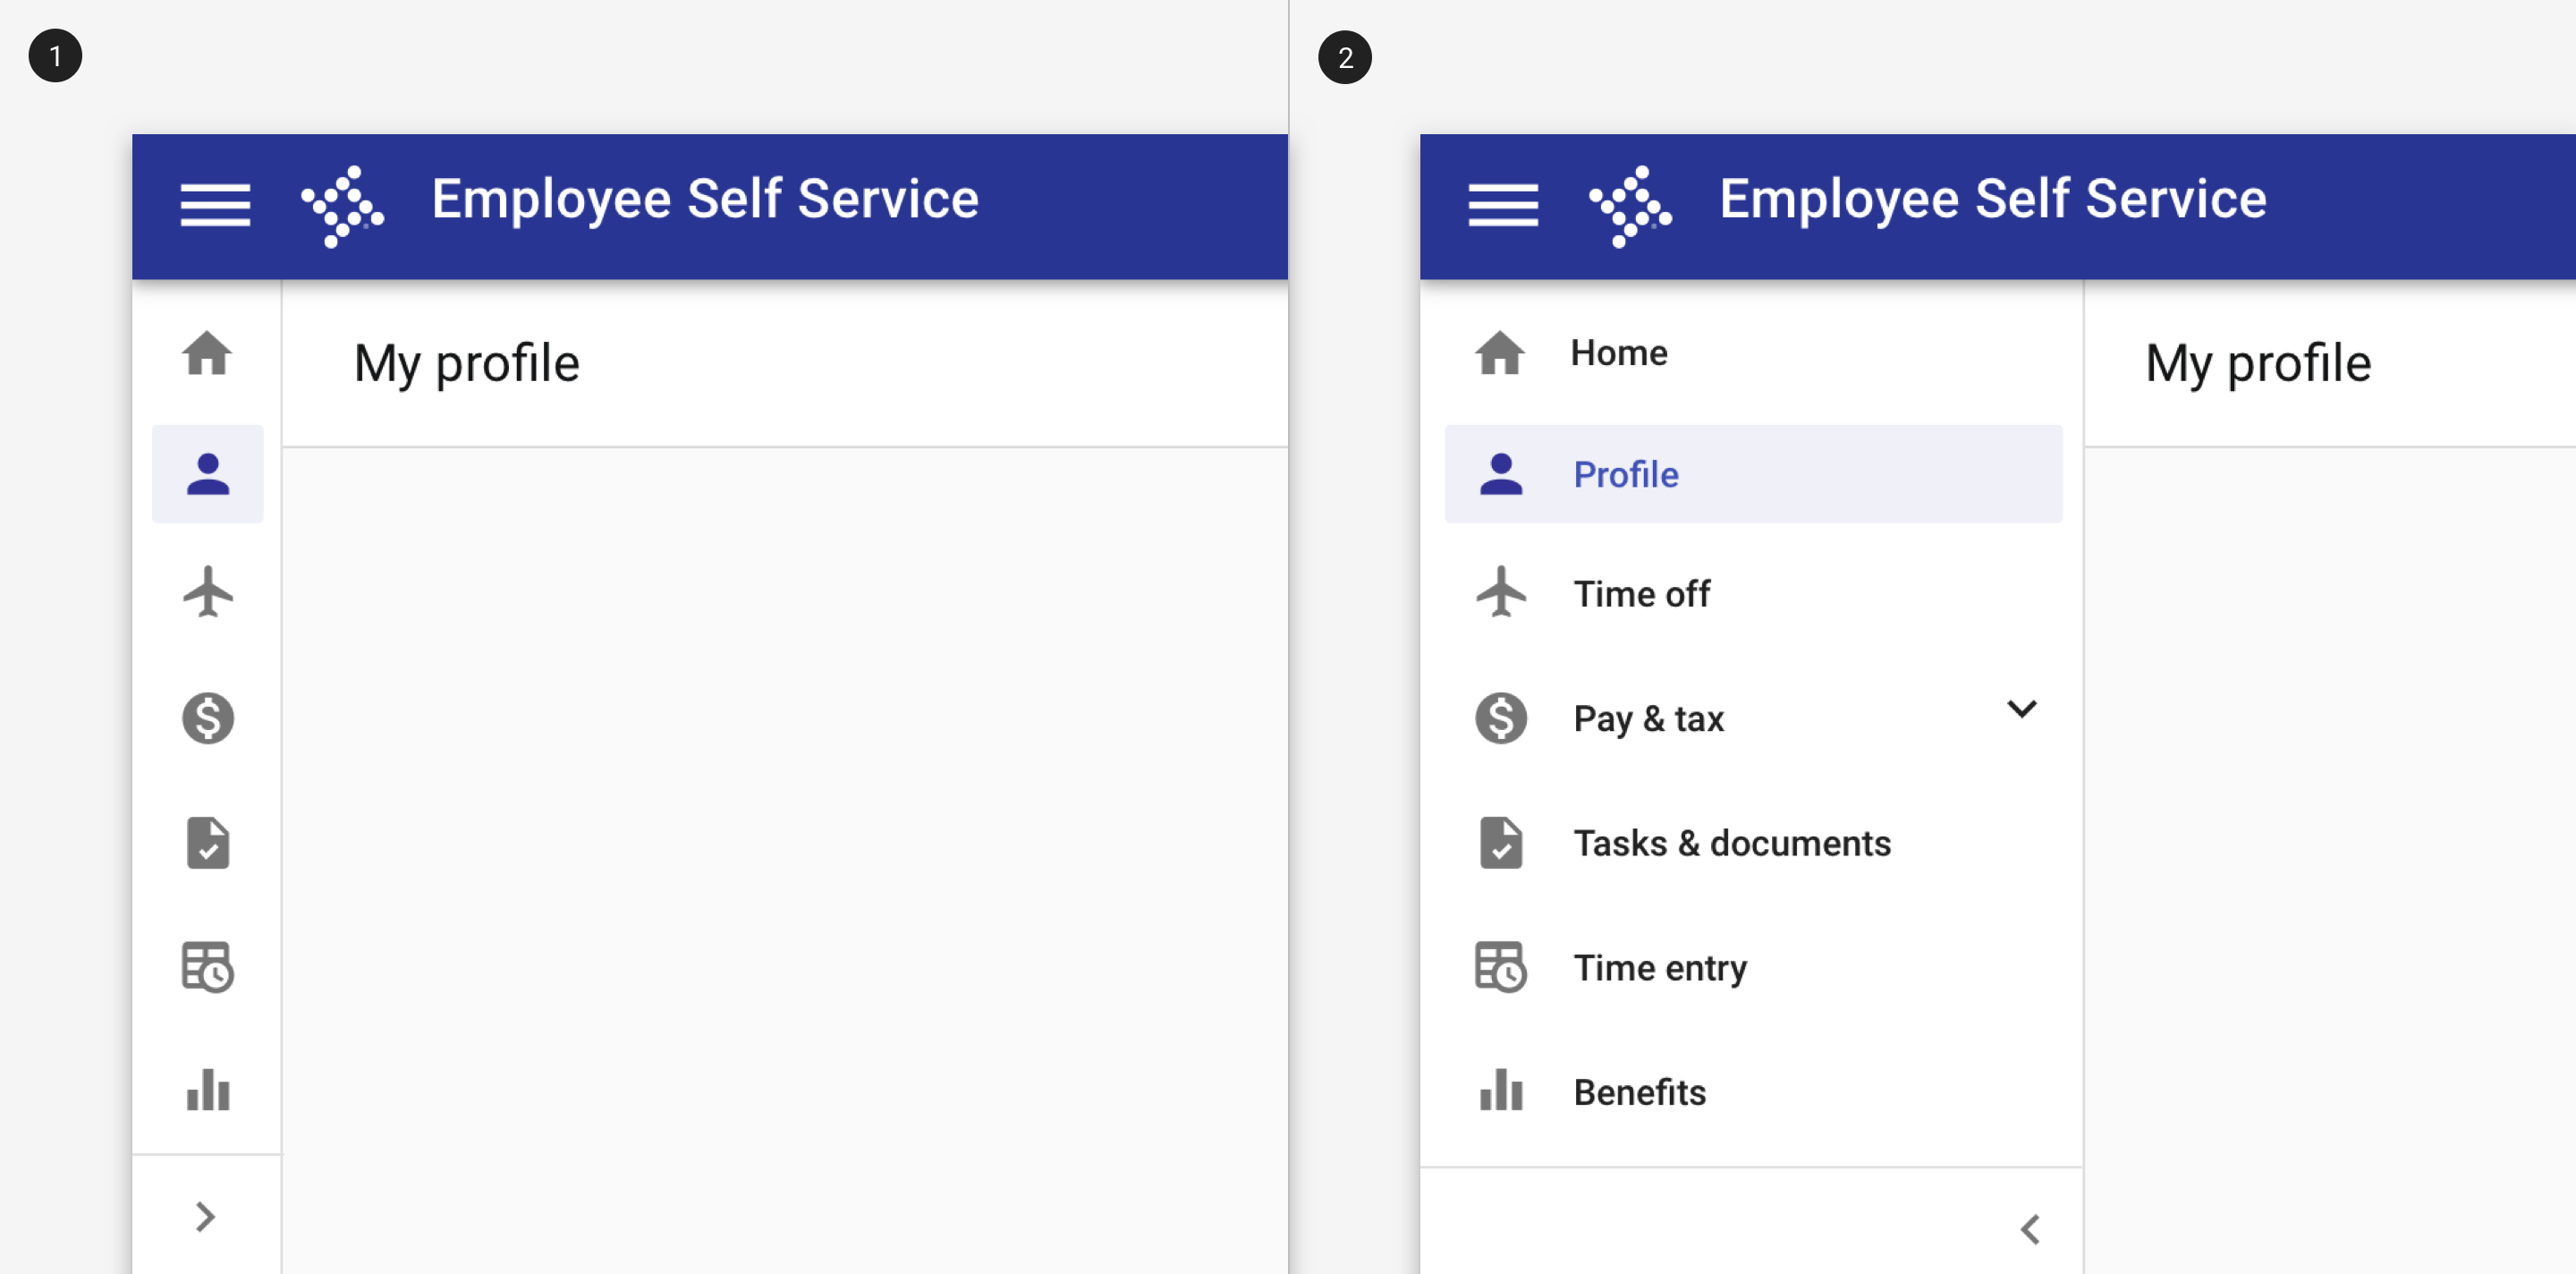 1
Employee Self Service
My profile
2
Employee Self Service
Home
Profile
Time off
Pay & tax
Tasks & documents
Time entry
Benefits
My profile